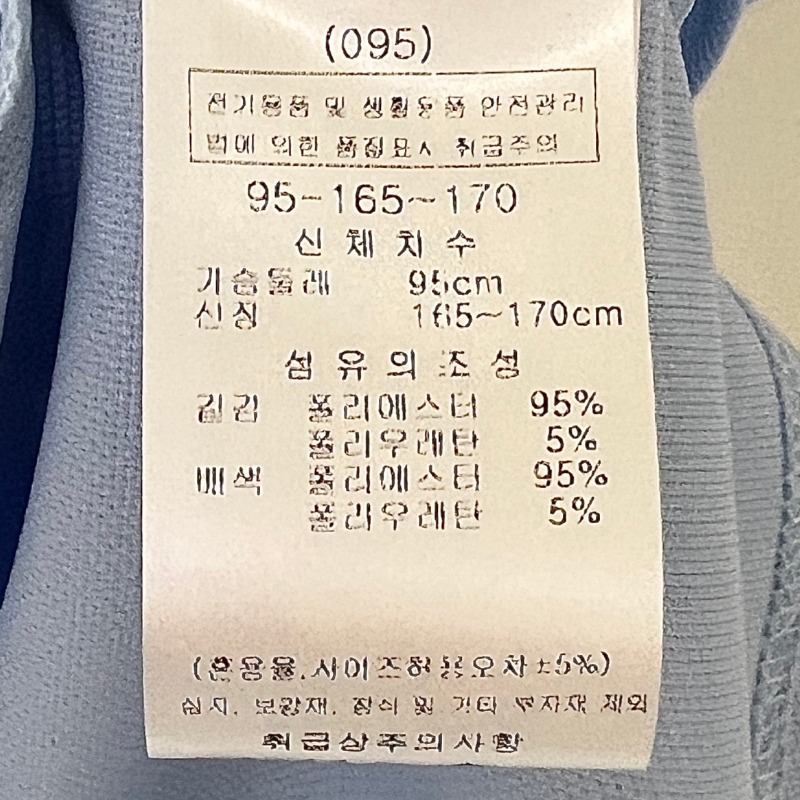 (095)
전기용품 및 생활용품 안전관리
법에 의한 품질표시 취급주의
95-165~170
신 체 치 수
가슴둘레 95cm
신장 165~170cm
섬 유 의 조 성
겉감 폴리에스터 95%
폴리우레탄 5%
배색 폴리에스터 95%
폴리우레탄 5%
(혼용율,사이즈허용오차 ±5%)
심지, 보강재, 장식 및 기타 부자재 제외
취급상주의사항